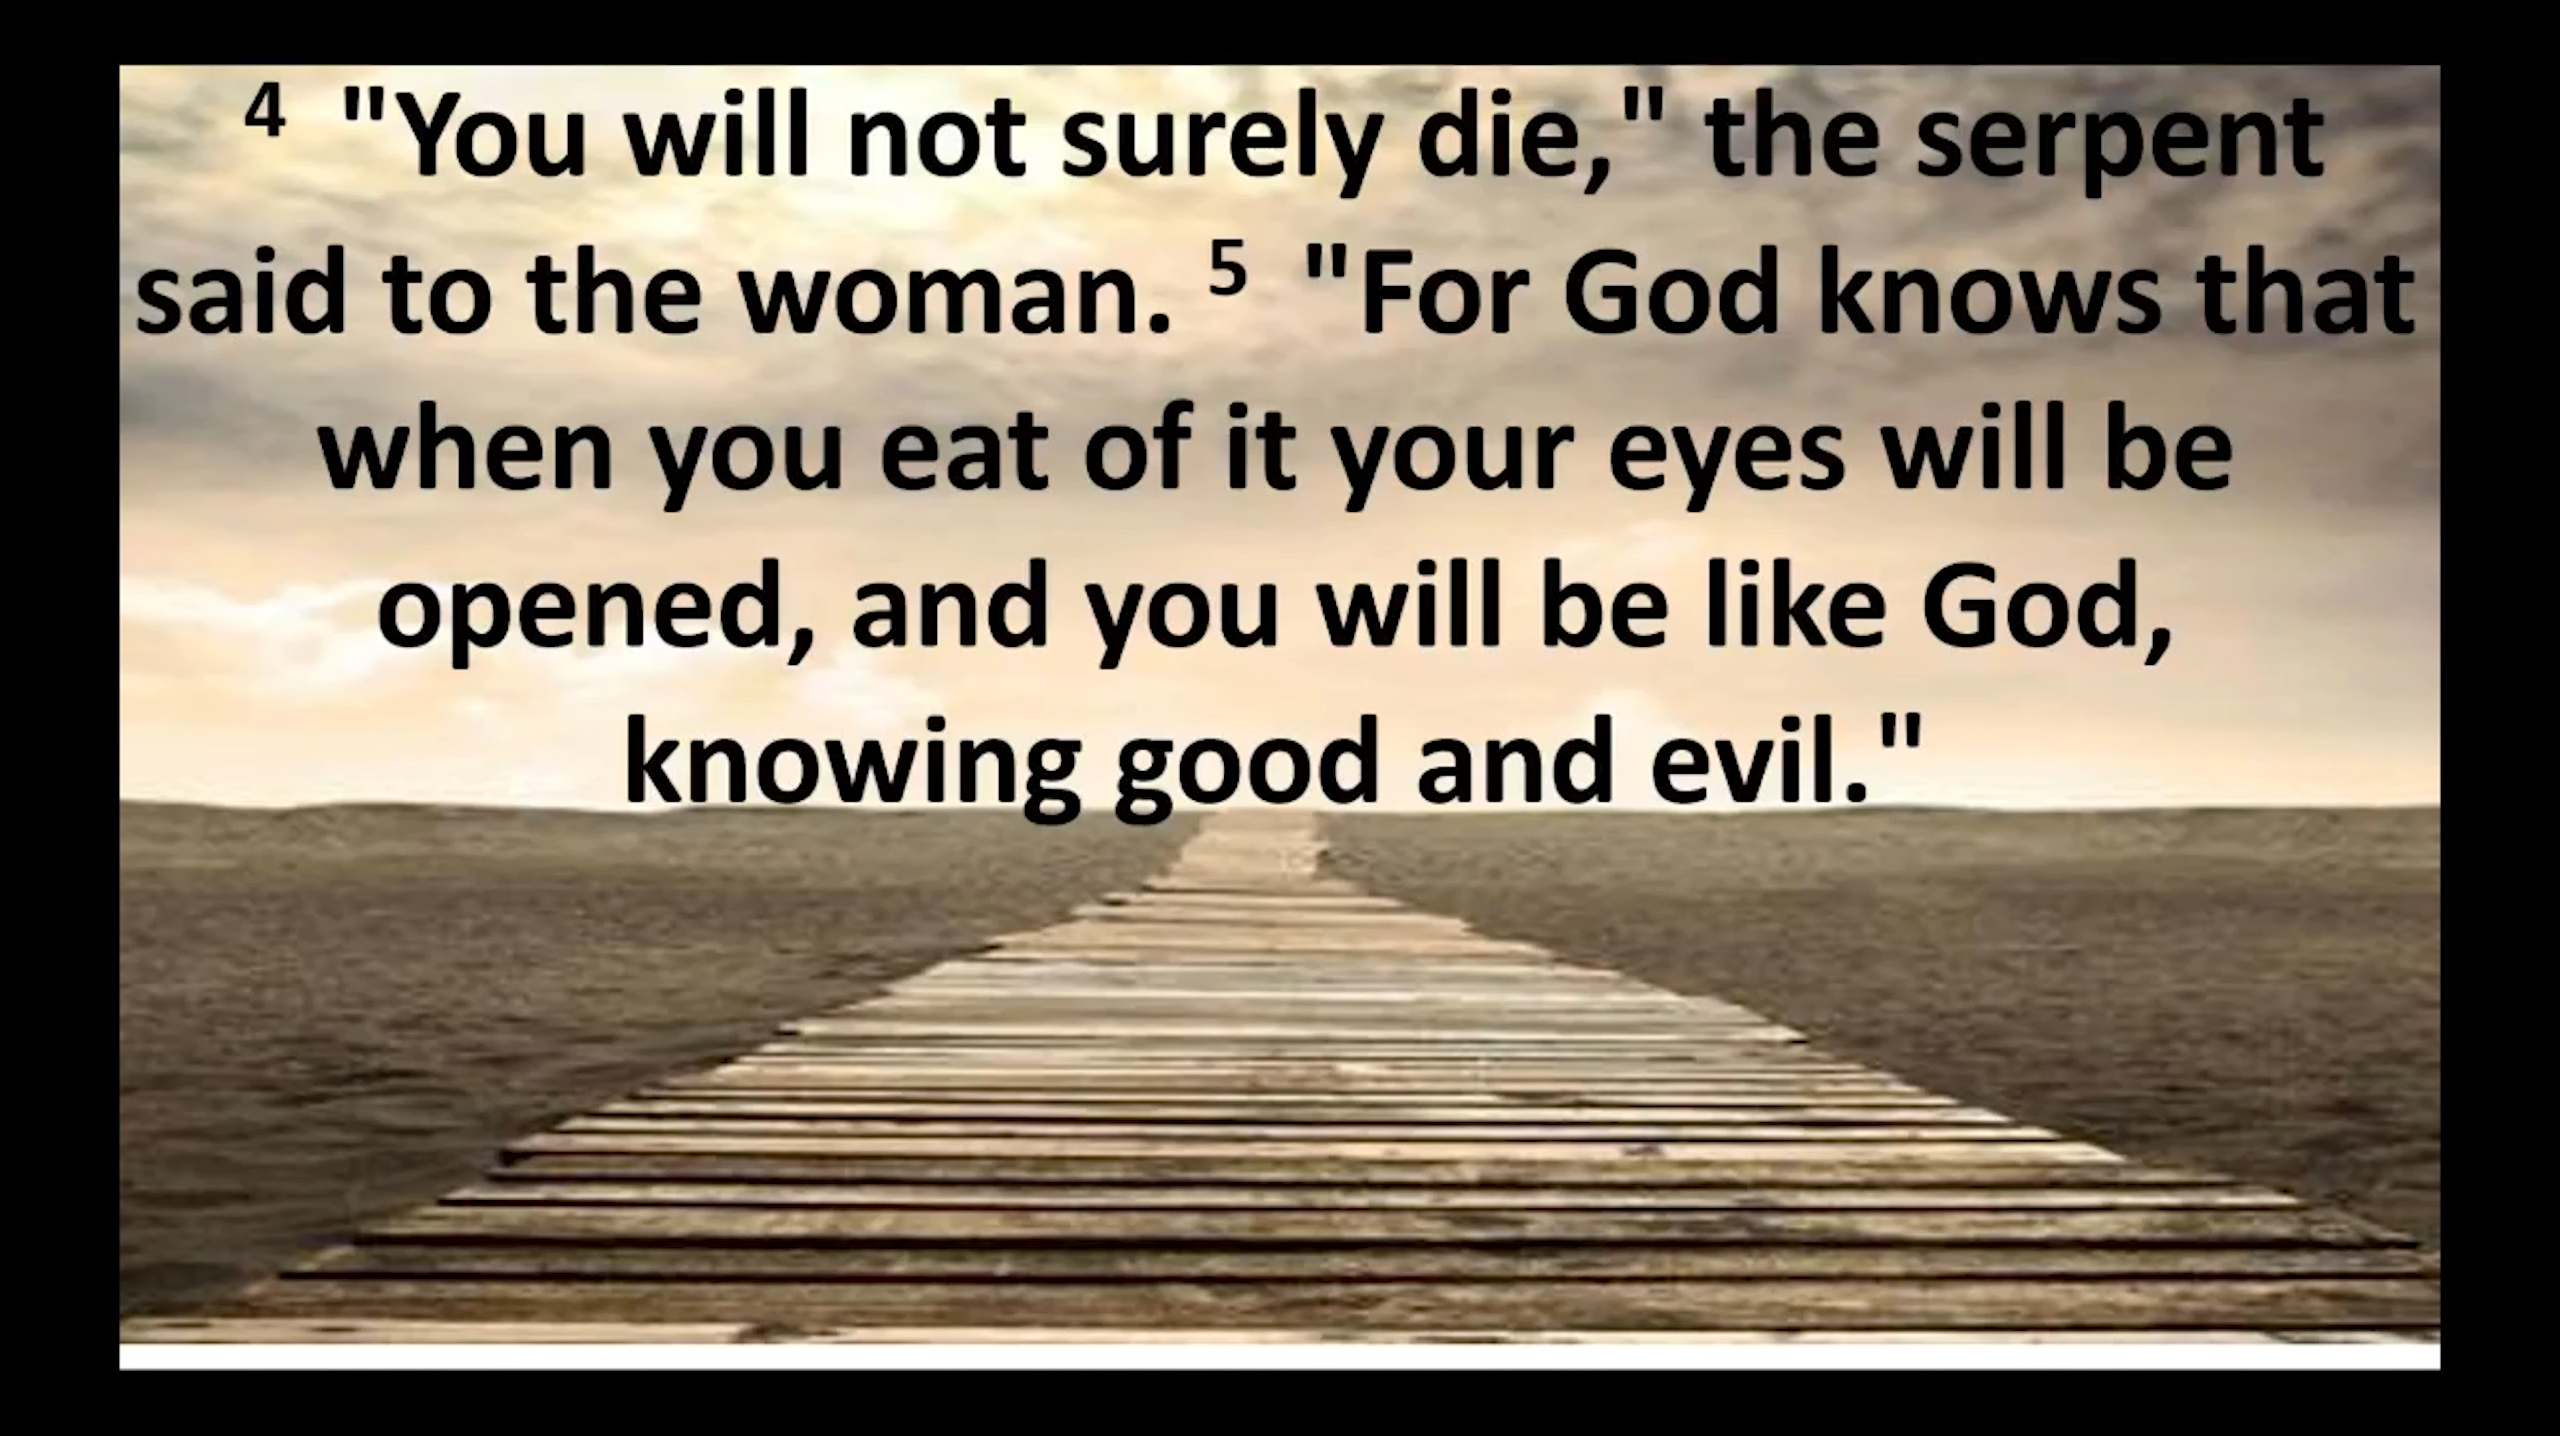 4 "You will not surely die," the serpent
said to the woman. 5 "For God knows that
when you eat of it your eyes will be
opened, and you will be like God,
knowing good and evil."